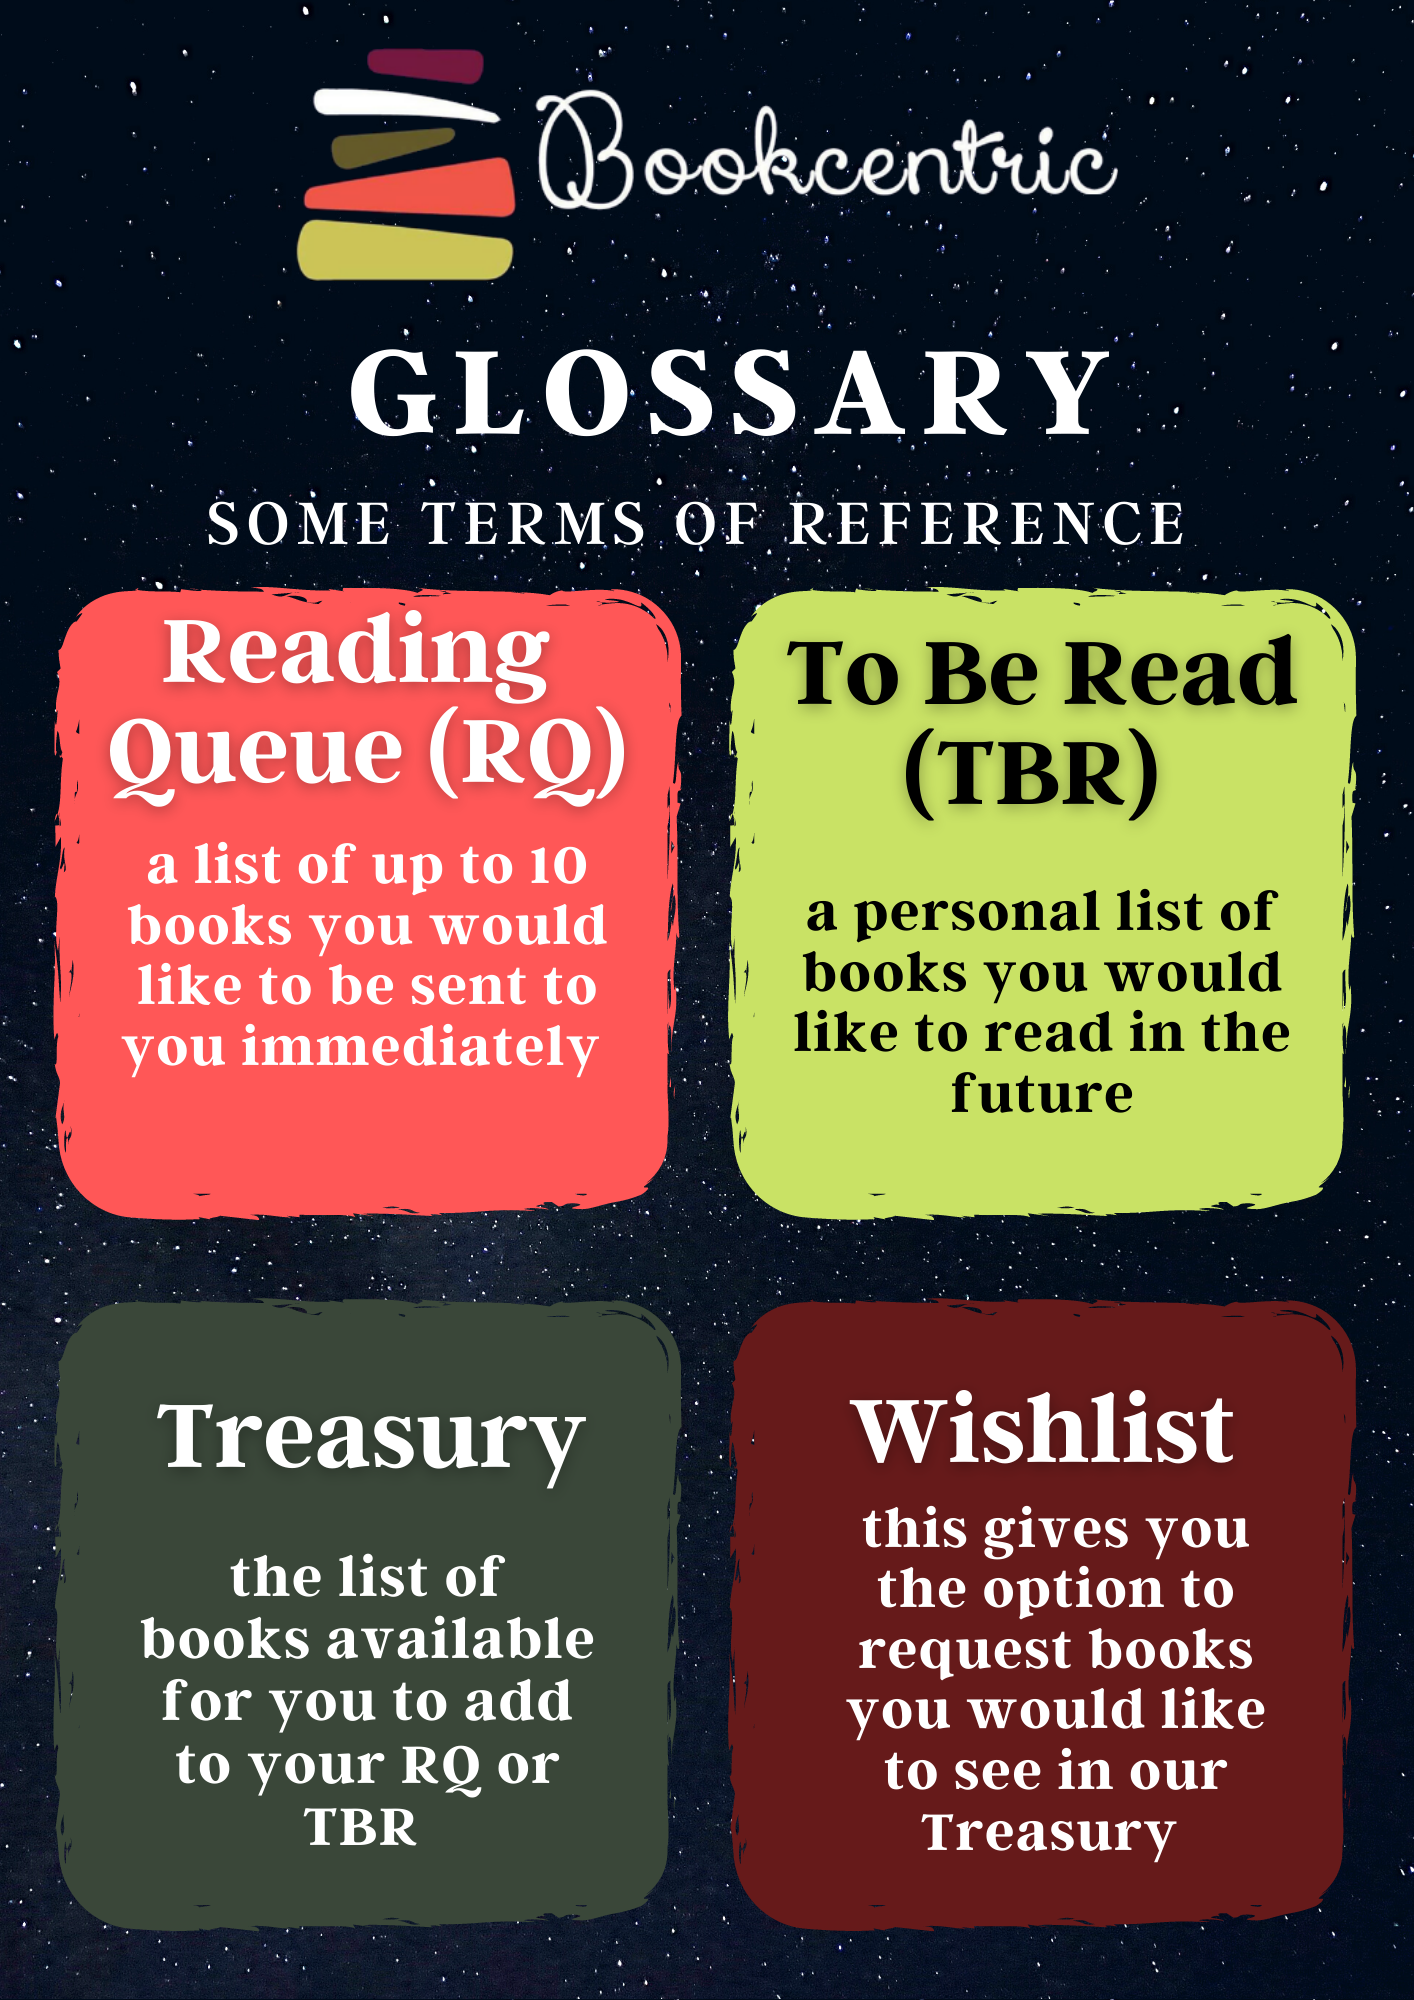 Bookcentric
GLOSSARY
SOME TERMS OF REFERENCE
Reading
Queue (RQ)
a list of up to 10
books you would
like to be sent to
you immediately
To Be Read
(TBR)
a personal list of
books you would
like to read in the
future
Treasury
the list of
books available
for you to add
to your RQ or
TBR
Wishlist
this gives you
the option to
request books
you would like
to see in our
Treasury